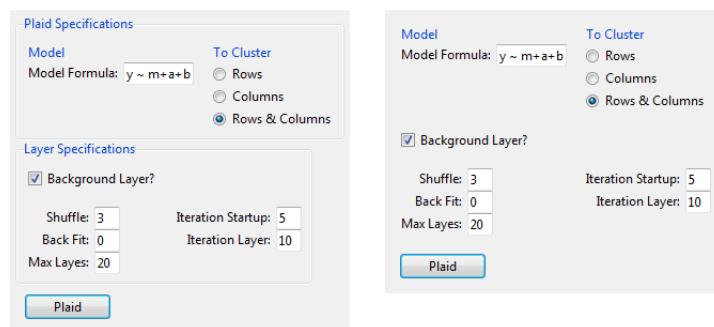 Plaid Specifications
Model
To Cluster
Model Formula: y ~ m+a+b
Rows
Columns
Rows & Columns
Layer Specifications
Background Layer?
Shuffle: 3
Iteration Startup: 5
Back Fit: 0
Iteration Layer: 10
Max Layes: 20
Plaid
Model
To Cluster
Model Formula: y ~ m+a+b
Rows
Columns
Rows & Columns
Background Layer?
Shuffle: 3
Iteration Startup: 5
Back Fit: 0
Iteration Layer: 10
Max Layes: 20
Plaid